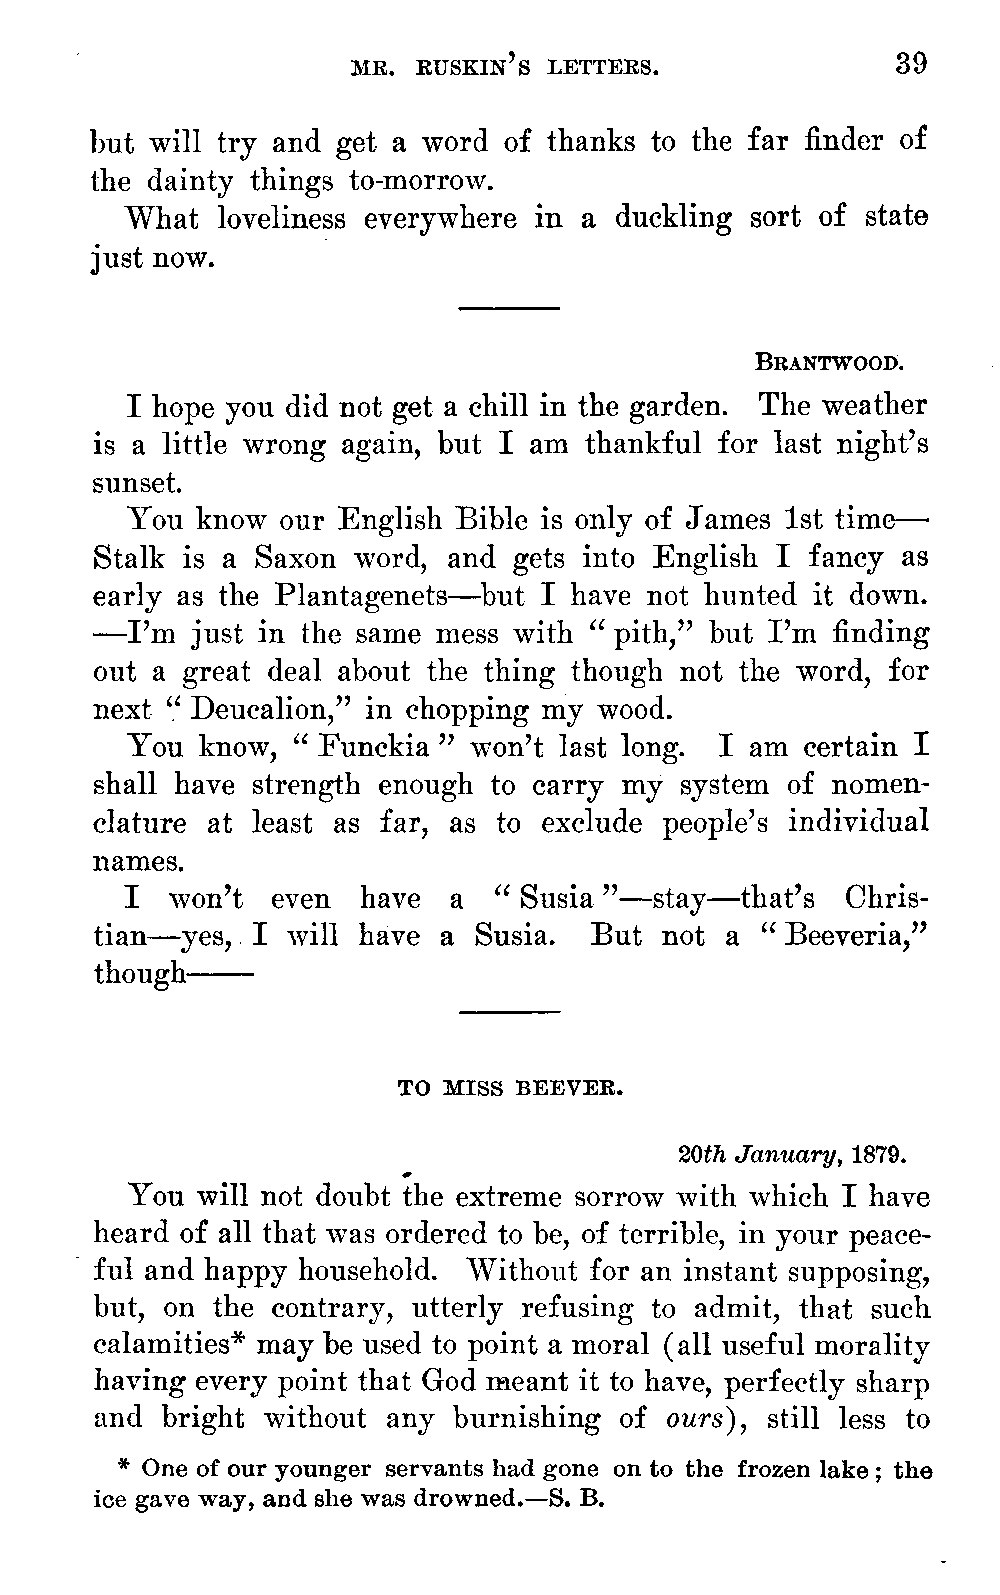 MR. RUSKIN'S LETTERS. 39
but will try and get a word of thanks to the far finder of
the dainty things to-morrow.
What loveliness everywhere in a duckling sort of state
just now.
BRANTWOOD.
I hope you did not get a chill in the garden. The weather
is a little wrong again, but I am thankful for last night's
sunset.
You know our English Bible is only of James 1st time—
Stalk is a Saxon word, and gets into English I fancy as
early as the Plantagenets—but I have not hunted it down.
—I'm just in the same mess with “pith,” but I'm finding
out a great deal about the thing though not the word, for
next “Deucalion,” in chopping my wood.
You know, “Funckia” won't last long. I am certain I
shall have strength enough to carry my system of nomen-
clature at least as far, as to exclude people's individual
names.
I won't even have a “Susia”—stay—that's Chris-
tian—yes, I will have a Susia. But not a “Beeveria,”
though——
TO MISS BEEVER.
20th January, 1879.
You will not doubt the extreme sorrow with which I have
heard of all that was ordered to be, of terrible, in your peace-
ful and happy household. Without for an instant supposing,
but, on the contrary, utterly refusing to admit, that such
calamities* may be used to point a moral (all useful morality
having every point that God meant it to have, perfectly sharp
and bright without any burnishing of ours), still less to
* One of our younger servants had gone on to the frozen lake; the
ice gave way, and she was drowned.—S. B.